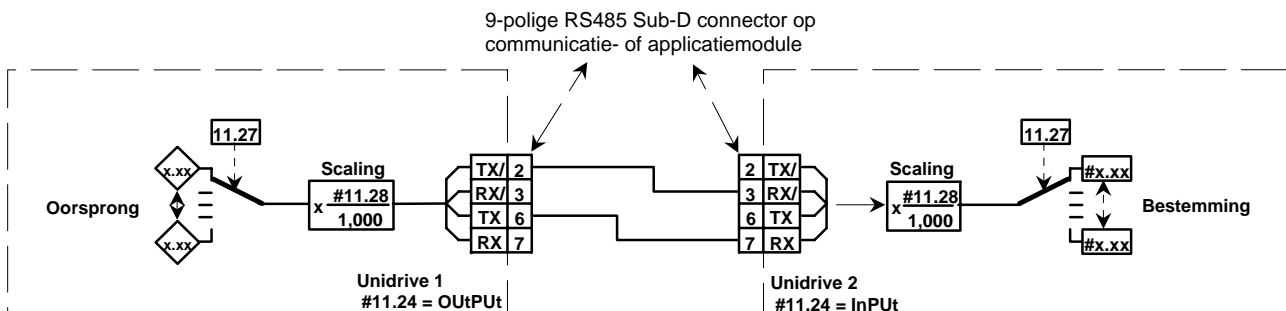 9-polige RS485 Sub-D connector op
communicatie- of applicatiemodule
11.27
x.xx
x.xx
Oorsprong
Scaling
x #11.28
1,000
TX/ 2
RX/ 3
TX 6
RX 7
Unidrive 1
#11.24 = OUtPUt
2 TX/
3 RX/
6 TX
7 RX
Unidrive 2
#11.24 = InPUt
Scaling
x #11.28
1,000
11.27
#x.xx
#x.xx
Bestemming